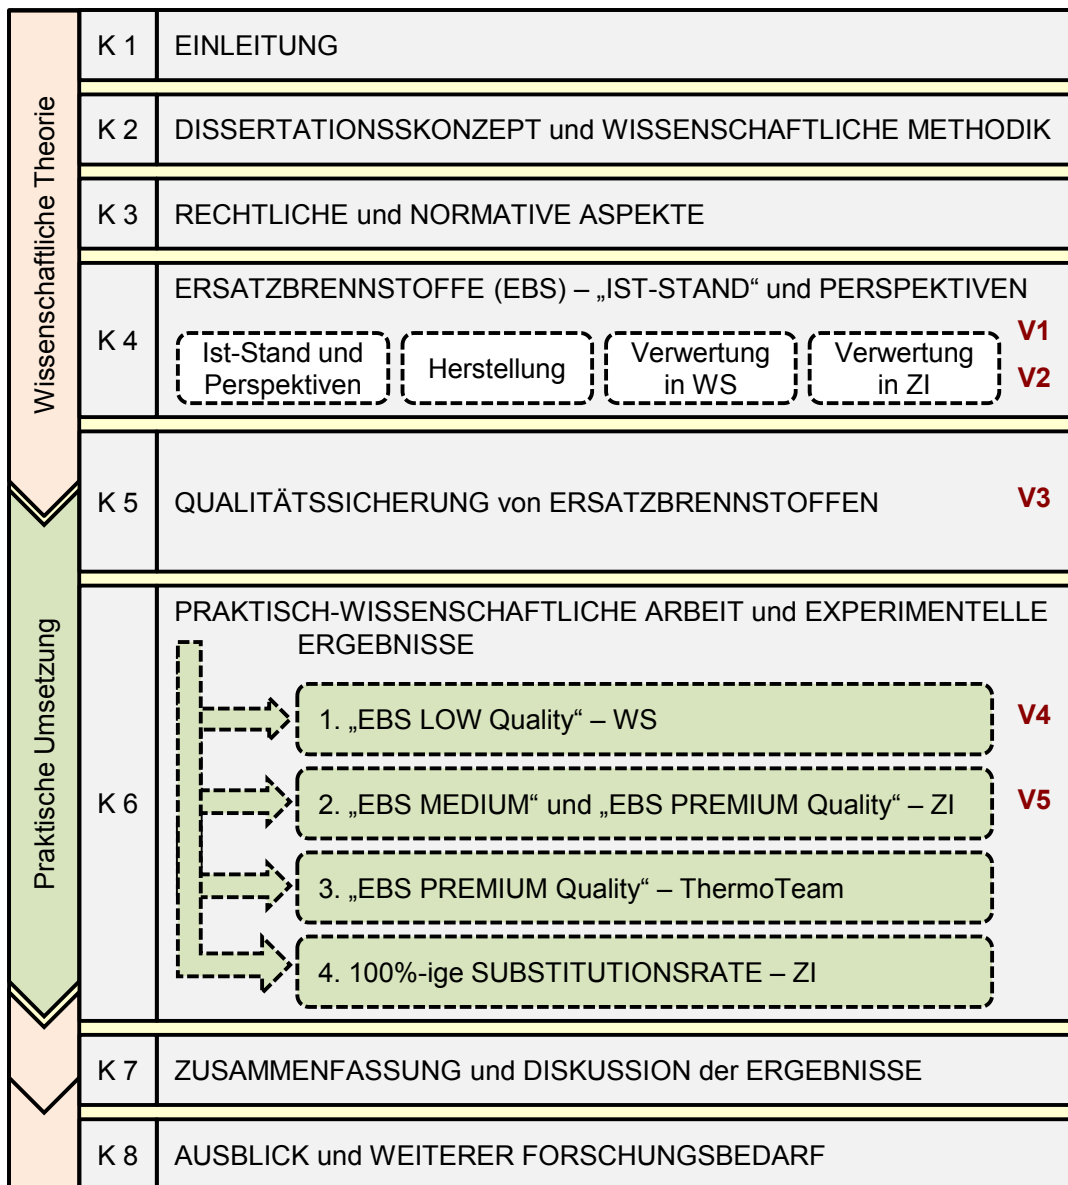 Wissenschaftliche Theorie
K 1 EINLEITUNG
K 2 DISSERTATIONSSKONZEPT und WISSENSCHAFTLICHE METHODIK
K 3 RECHTLICHE und NORMATIVE ASPEKTE
K 4 ERSATZBRENNSTOFFE (EBS) – „IST-STAND“ und PERSPEKTIVEN
Ist-Stand und
Perspektiven
Herstellung
Verwertung
in WS
Verwertung
in ZI
V1
V2
K 5 QUALITÄTSSICHERUNG von ERSATZBRENNSTOFFEN V3
Praktische Umsetzung
K 6 PRAKTISCH-WISSENSCHAFTLICHE ARBEIT und EXPERIMENTELLE
ERGEBNISSE
1. „EBS LOW Quality“ – WS V4
2. „EBS MEDIUM“ und „EBS PREMIUM Quality“ – ZI V5
3. „EBS PREMIUM Quality“ – ThermoTeam
4. 100%-ige SUBSTITUTIONSRATE – ZI
K 7 ZUSAMMENFASSUNG und DISKUSSION der ERGEBNISSE
K 8 AUSBLICK und WEITERER FORSCHUNGSBEDARF